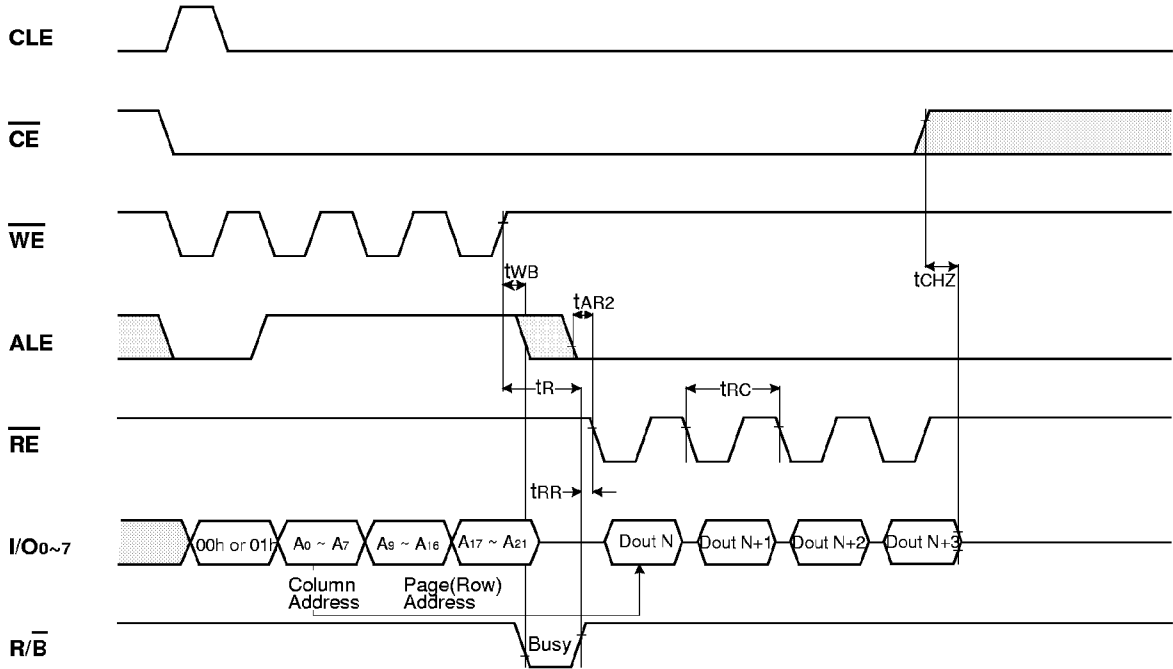 CLE
CE
WE
tWB
tCHZ
tAR2
ALE
tR
tRC
RE
tRR
I/O0~7
00h or 01h
A0 ~ A7
A9 ~ A16
A17 ~ A21
Dout N
Dout N+1
Dout N+2
Dout N+3
Column
Address
Page(Row)
Address
R/B
Busy